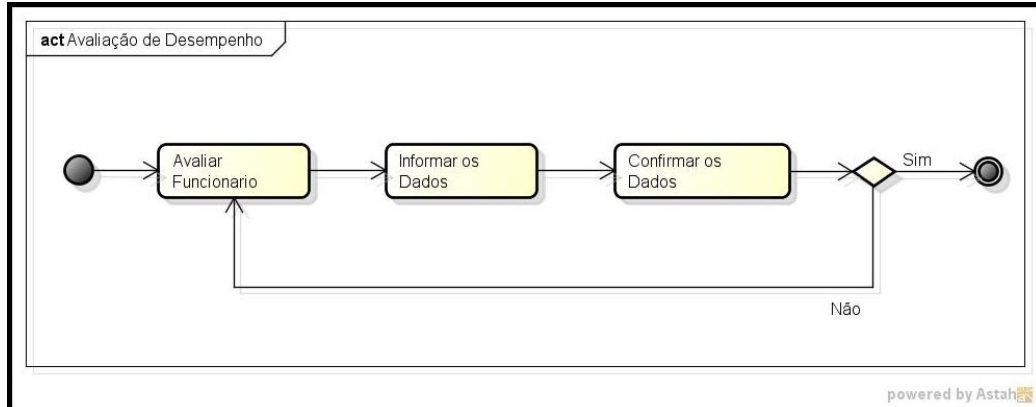 act Avaliação de Desempenho
Avaliar
Funcionario
Informar os
Dados
Confirmar os
Dados
Sim
Não
powered by Astah